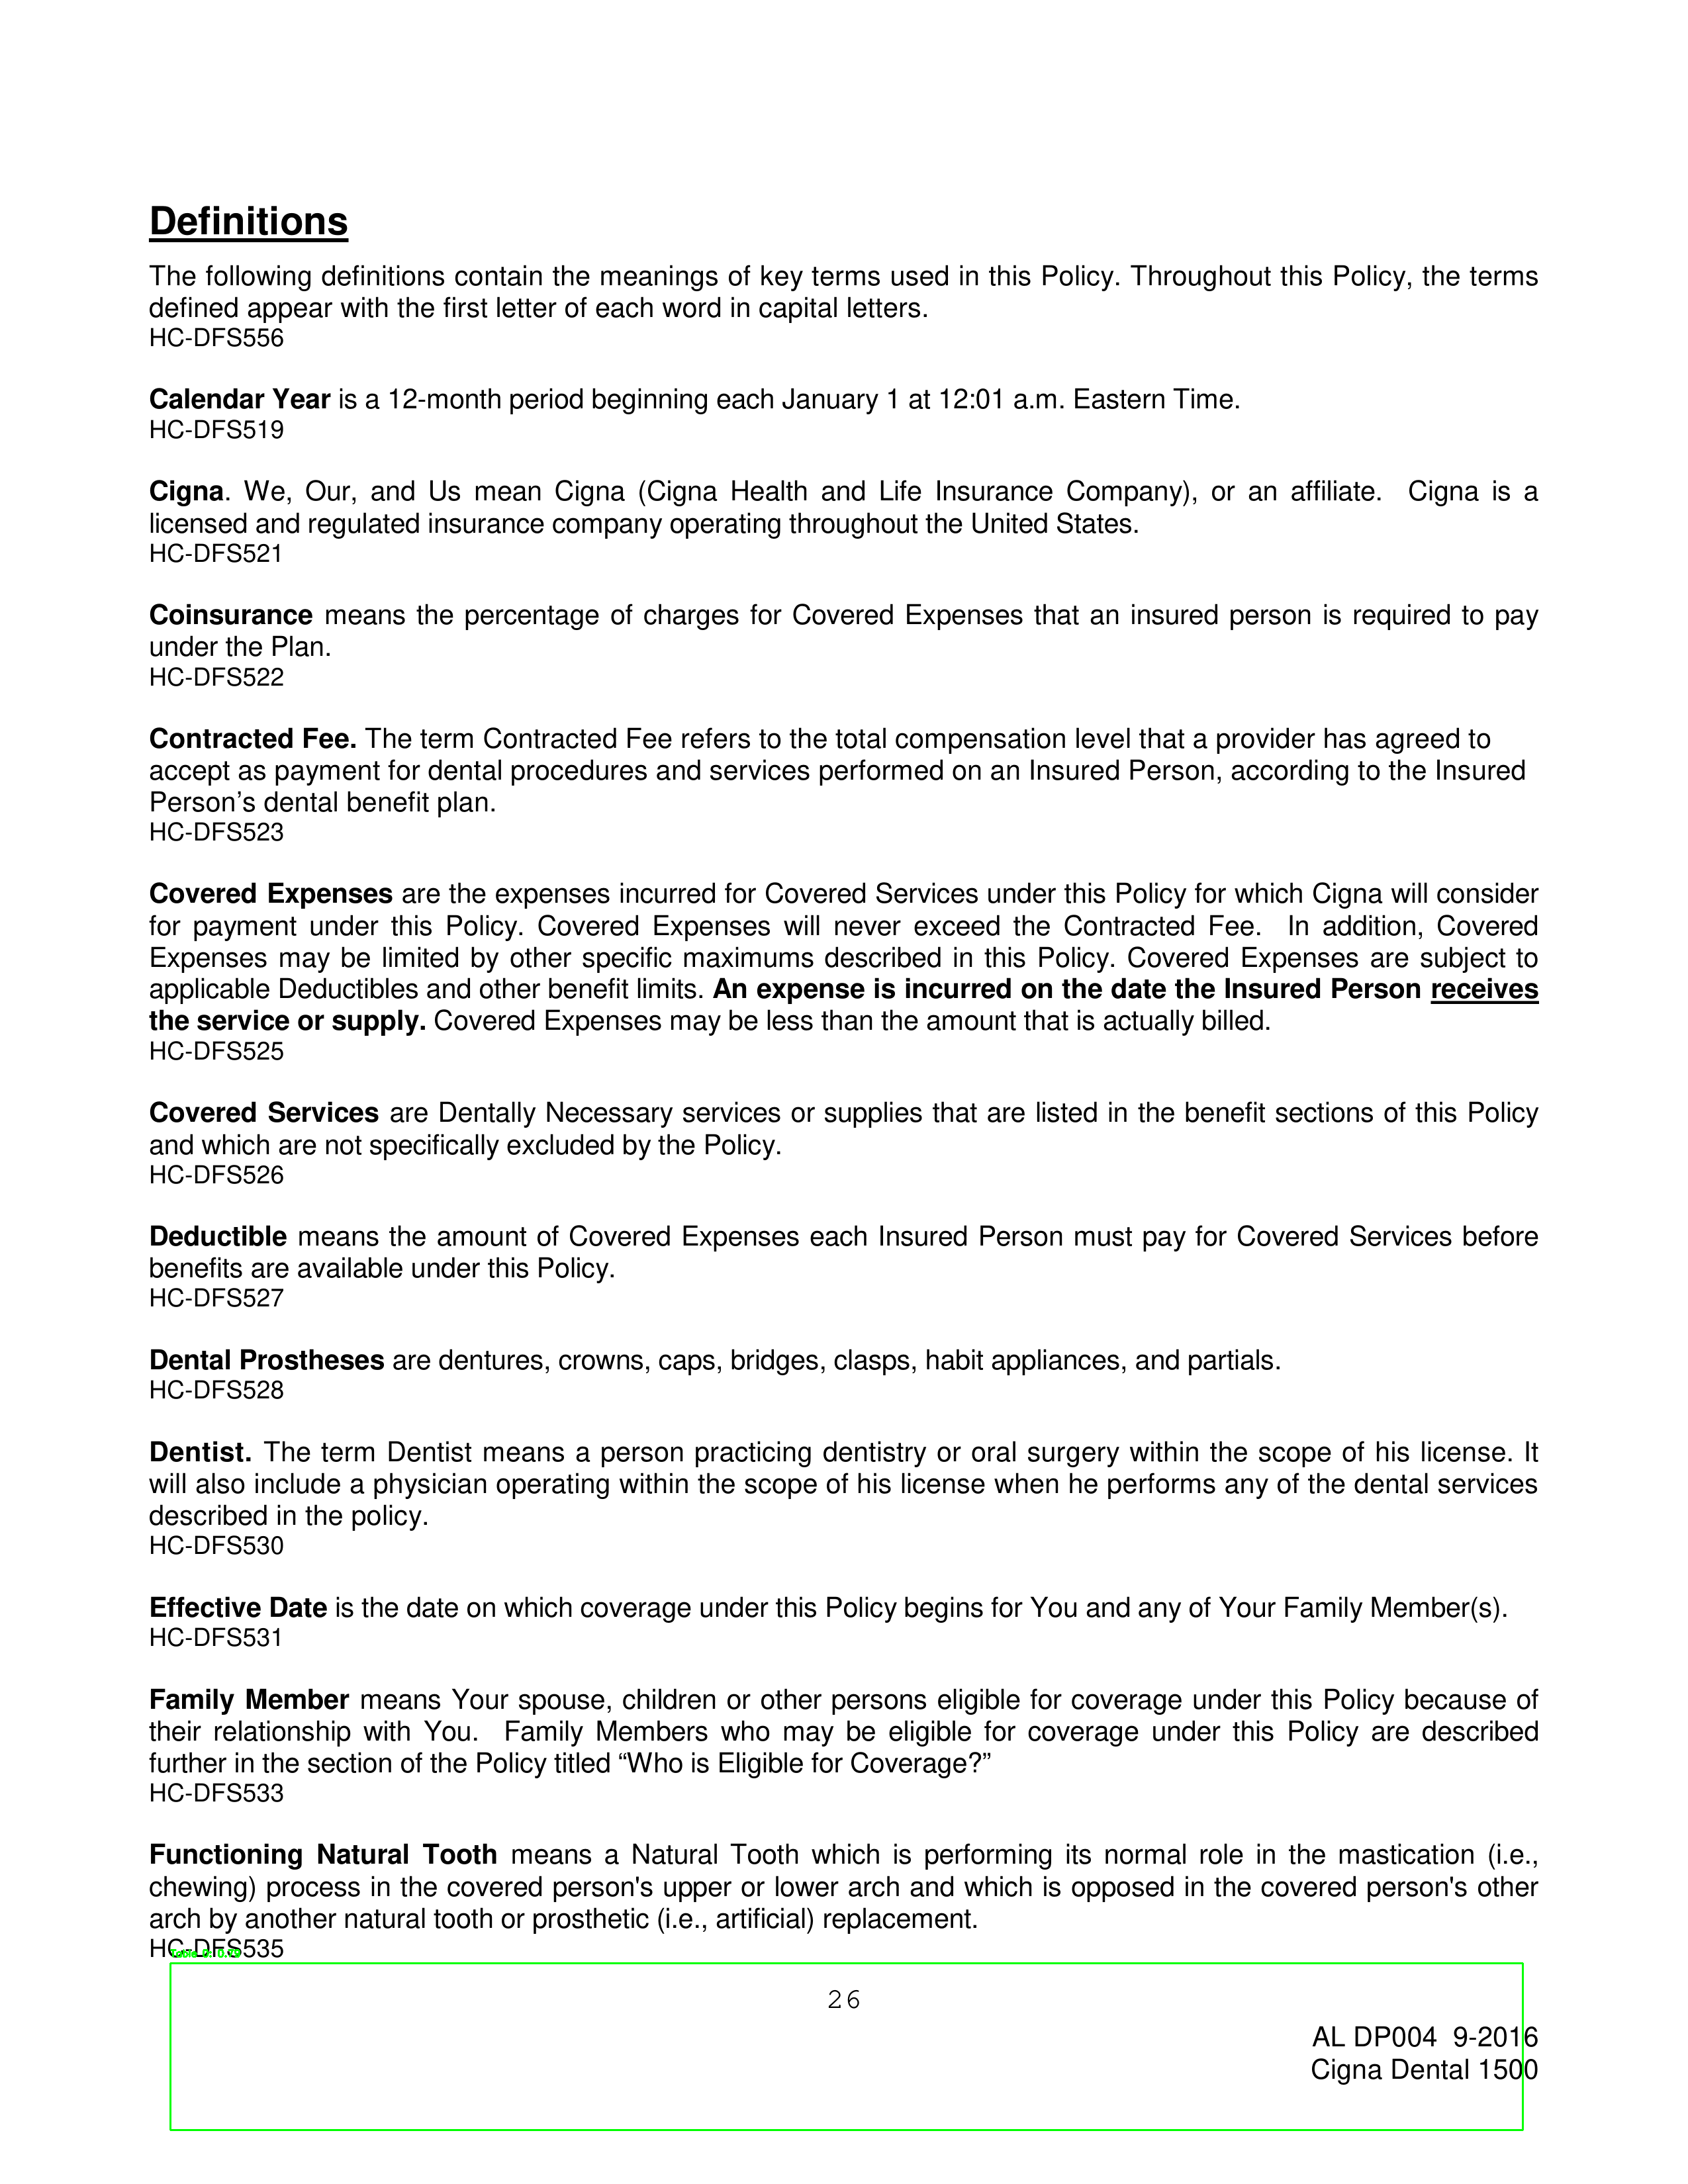 Definitions
The following definitions contain the meanings of key terms used in this Policy. Throughout this Policy, the terms
defined appear with the first letter of each word in capital letters.
HC-DFS556
Calendar Year is a 12-month period beginning each January 1 at 12:01 a.m. Eastern Time.
HC-DFS519
Cigna. We, Our, and Us mean Cigna (Cigna Health and Life Insurance Company), or an affiliate.  Cigna is a
licensed and regulated insurance company operating throughout the United States.
HC-DFS521
Coinsurance means the percentage of charges for Covered Expenses that an insured person is required to pay
under the Plan.
HC-DFS522
Contracted Fee. The term Contracted Fee refers to the total compensation level that a provider has agreed to
accept as payment for dental procedures and services performed on an Insured Person, according to the Insured
Person’s dental benefit plan.
HC-DFS523
Covered Expenses are the expenses incurred for Covered Services under this Policy for which Cigna will consider
for payment under this Policy. Covered Expenses will never exceed the Contracted Fee.  In addition, Covered
Expenses may be limited by other specific maximums described in this Policy. Covered Expenses are subject to
applicable Deductibles and other benefit limits. An expense is incurred on the date the Insured Person receives
the service or supply. Covered Expenses may be less than the amount that is actually billed.
HC-DFS525
Covered Services are Dentally Necessary services or supplies that are listed in the benefit sections of this Policy
and which are not specifically excluded by the Policy.
HC-DFS526
Deductible means the amount of Covered Expenses each Insured Person must pay for Covered Services before
benefits are available under this Policy.
HC-DFS527
Dental Prostheses are dentures, crowns, caps, bridges, clasps, habit appliances, and partials.
HC-DFS528
Dentist. The term Dentist means a person practicing dentistry or oral surgery within the scope of his license. It
will also include a physician operating within the scope of his license when he performs any of the dental services
described in the policy.
HC-DFS530
Effective Date is the date on which coverage under this Policy begins for You and any of Your Family Member(s).
HC-DFS531
Family Member means Your spouse, children or other persons eligible for coverage under this Policy because of
their relationship with You.  Family Members who may be eligible for coverage under this Policy are described
further in the section of the Policy titled “Who is Eligible for Coverage?”
HC-DFS533
Functioning Natural Tooth means a Natural Tooth which is performing its normal role in the mastication (i.e.,
chewing) process in the covered person's upper or lower arch and which is opposed in the covered person's other
arch by another natural tooth or prosthetic (i.e., artificial) replacement.
HC-DFS535
26
AL DP004  9-2016
Cigna Dental 1500